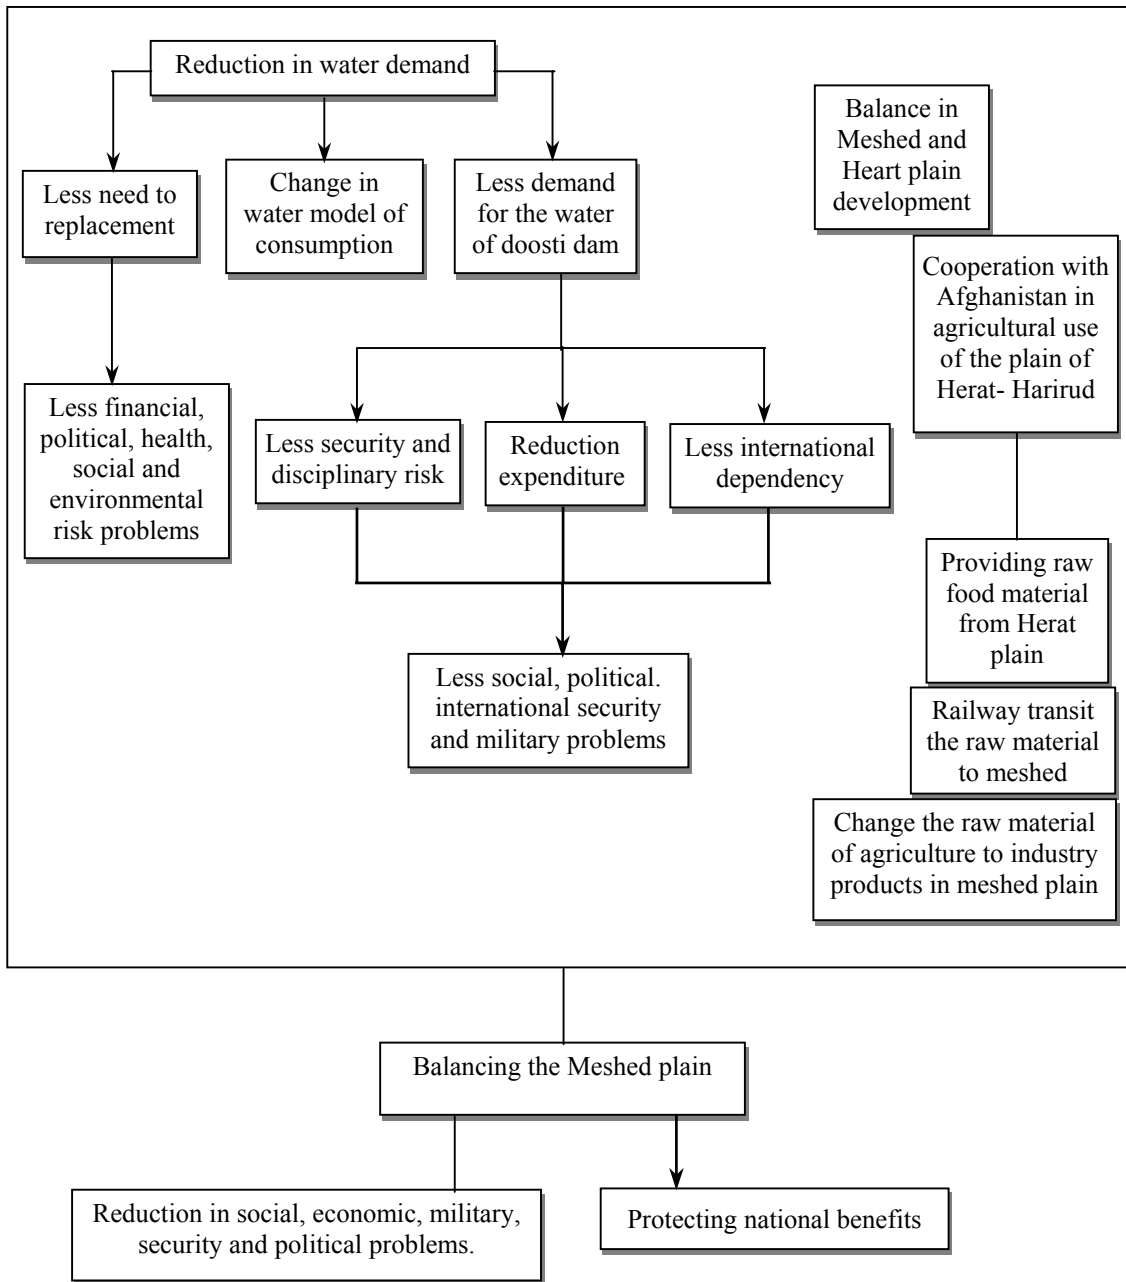 Reduction in water demand
Less need to
replacement
Change in
water model of
consumption
Less demand
for the water
of doosti dam
Less financial,
political, health,
social and
environmental
risk problems
Less security and
disciplinary risk
Reduction
expenditure
Less international
dependency
Less social, political.
international security
and military problems
Balance in
Meshed and
Heart plain
development
Cooperation with
Afghanistan in
agricultural use
of the plain of
Herat- Harirud
Providing raw
food material
from Herat
plain
Railway transit
the raw material
to meshed
Change the raw material
of agriculture to industry
products in meshed plain
Balancing the Meshed plain
Reduction in social, economic, military,
security and political problems.
Protecting national benefits